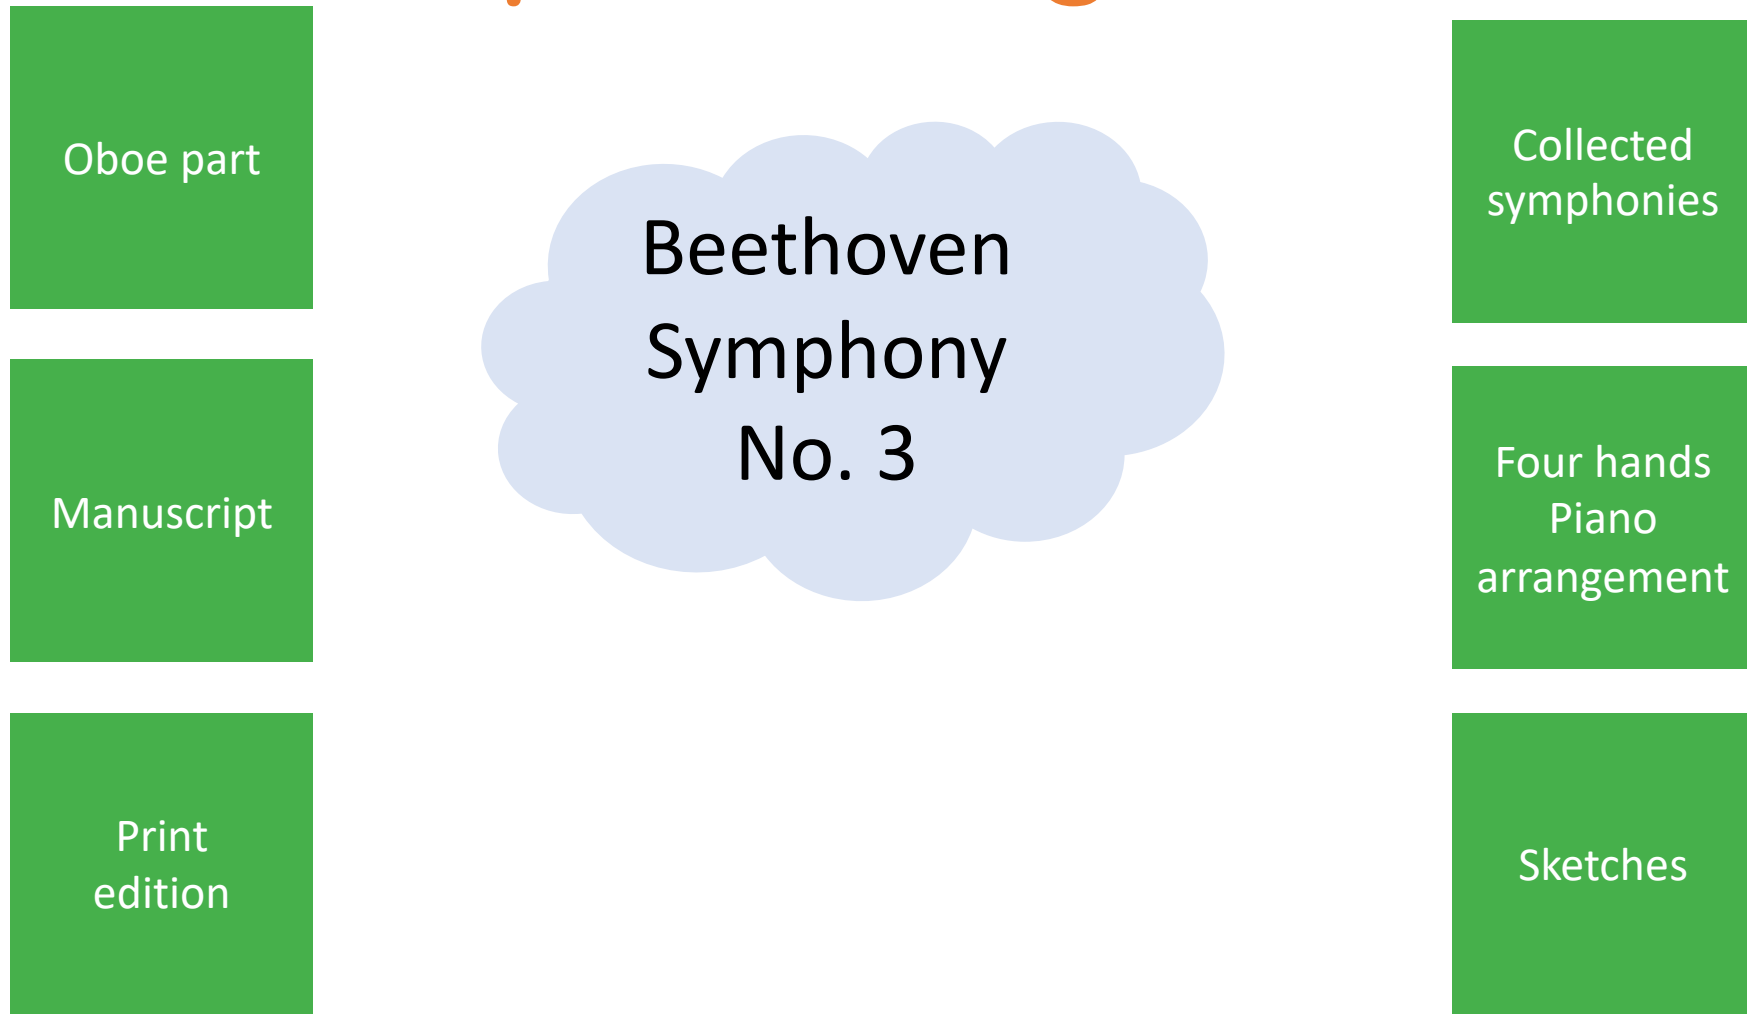 Oboe part
Manuscript
Print
edition
Beethoven
Symphony
No. 3
Collected
symphonies
Four hands
Piano
arrangement
Sketches